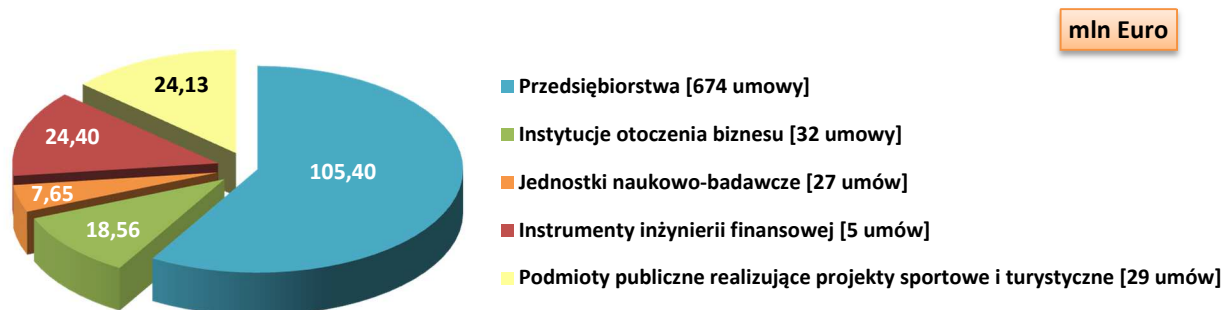 mln Euro
24,13
24,40
105,40
7,65
18,56
Przedsiębiorstwa [674 umowy]
Instytucje otoczenia biznesu [32 umowy]
Jednostki naukowo-badawcze [27 umów]
Instrumenty inżynierii finansowej [5 umów]
Podmioty publiczne realizujące projekty sportowe i turystyczne [29 umów]